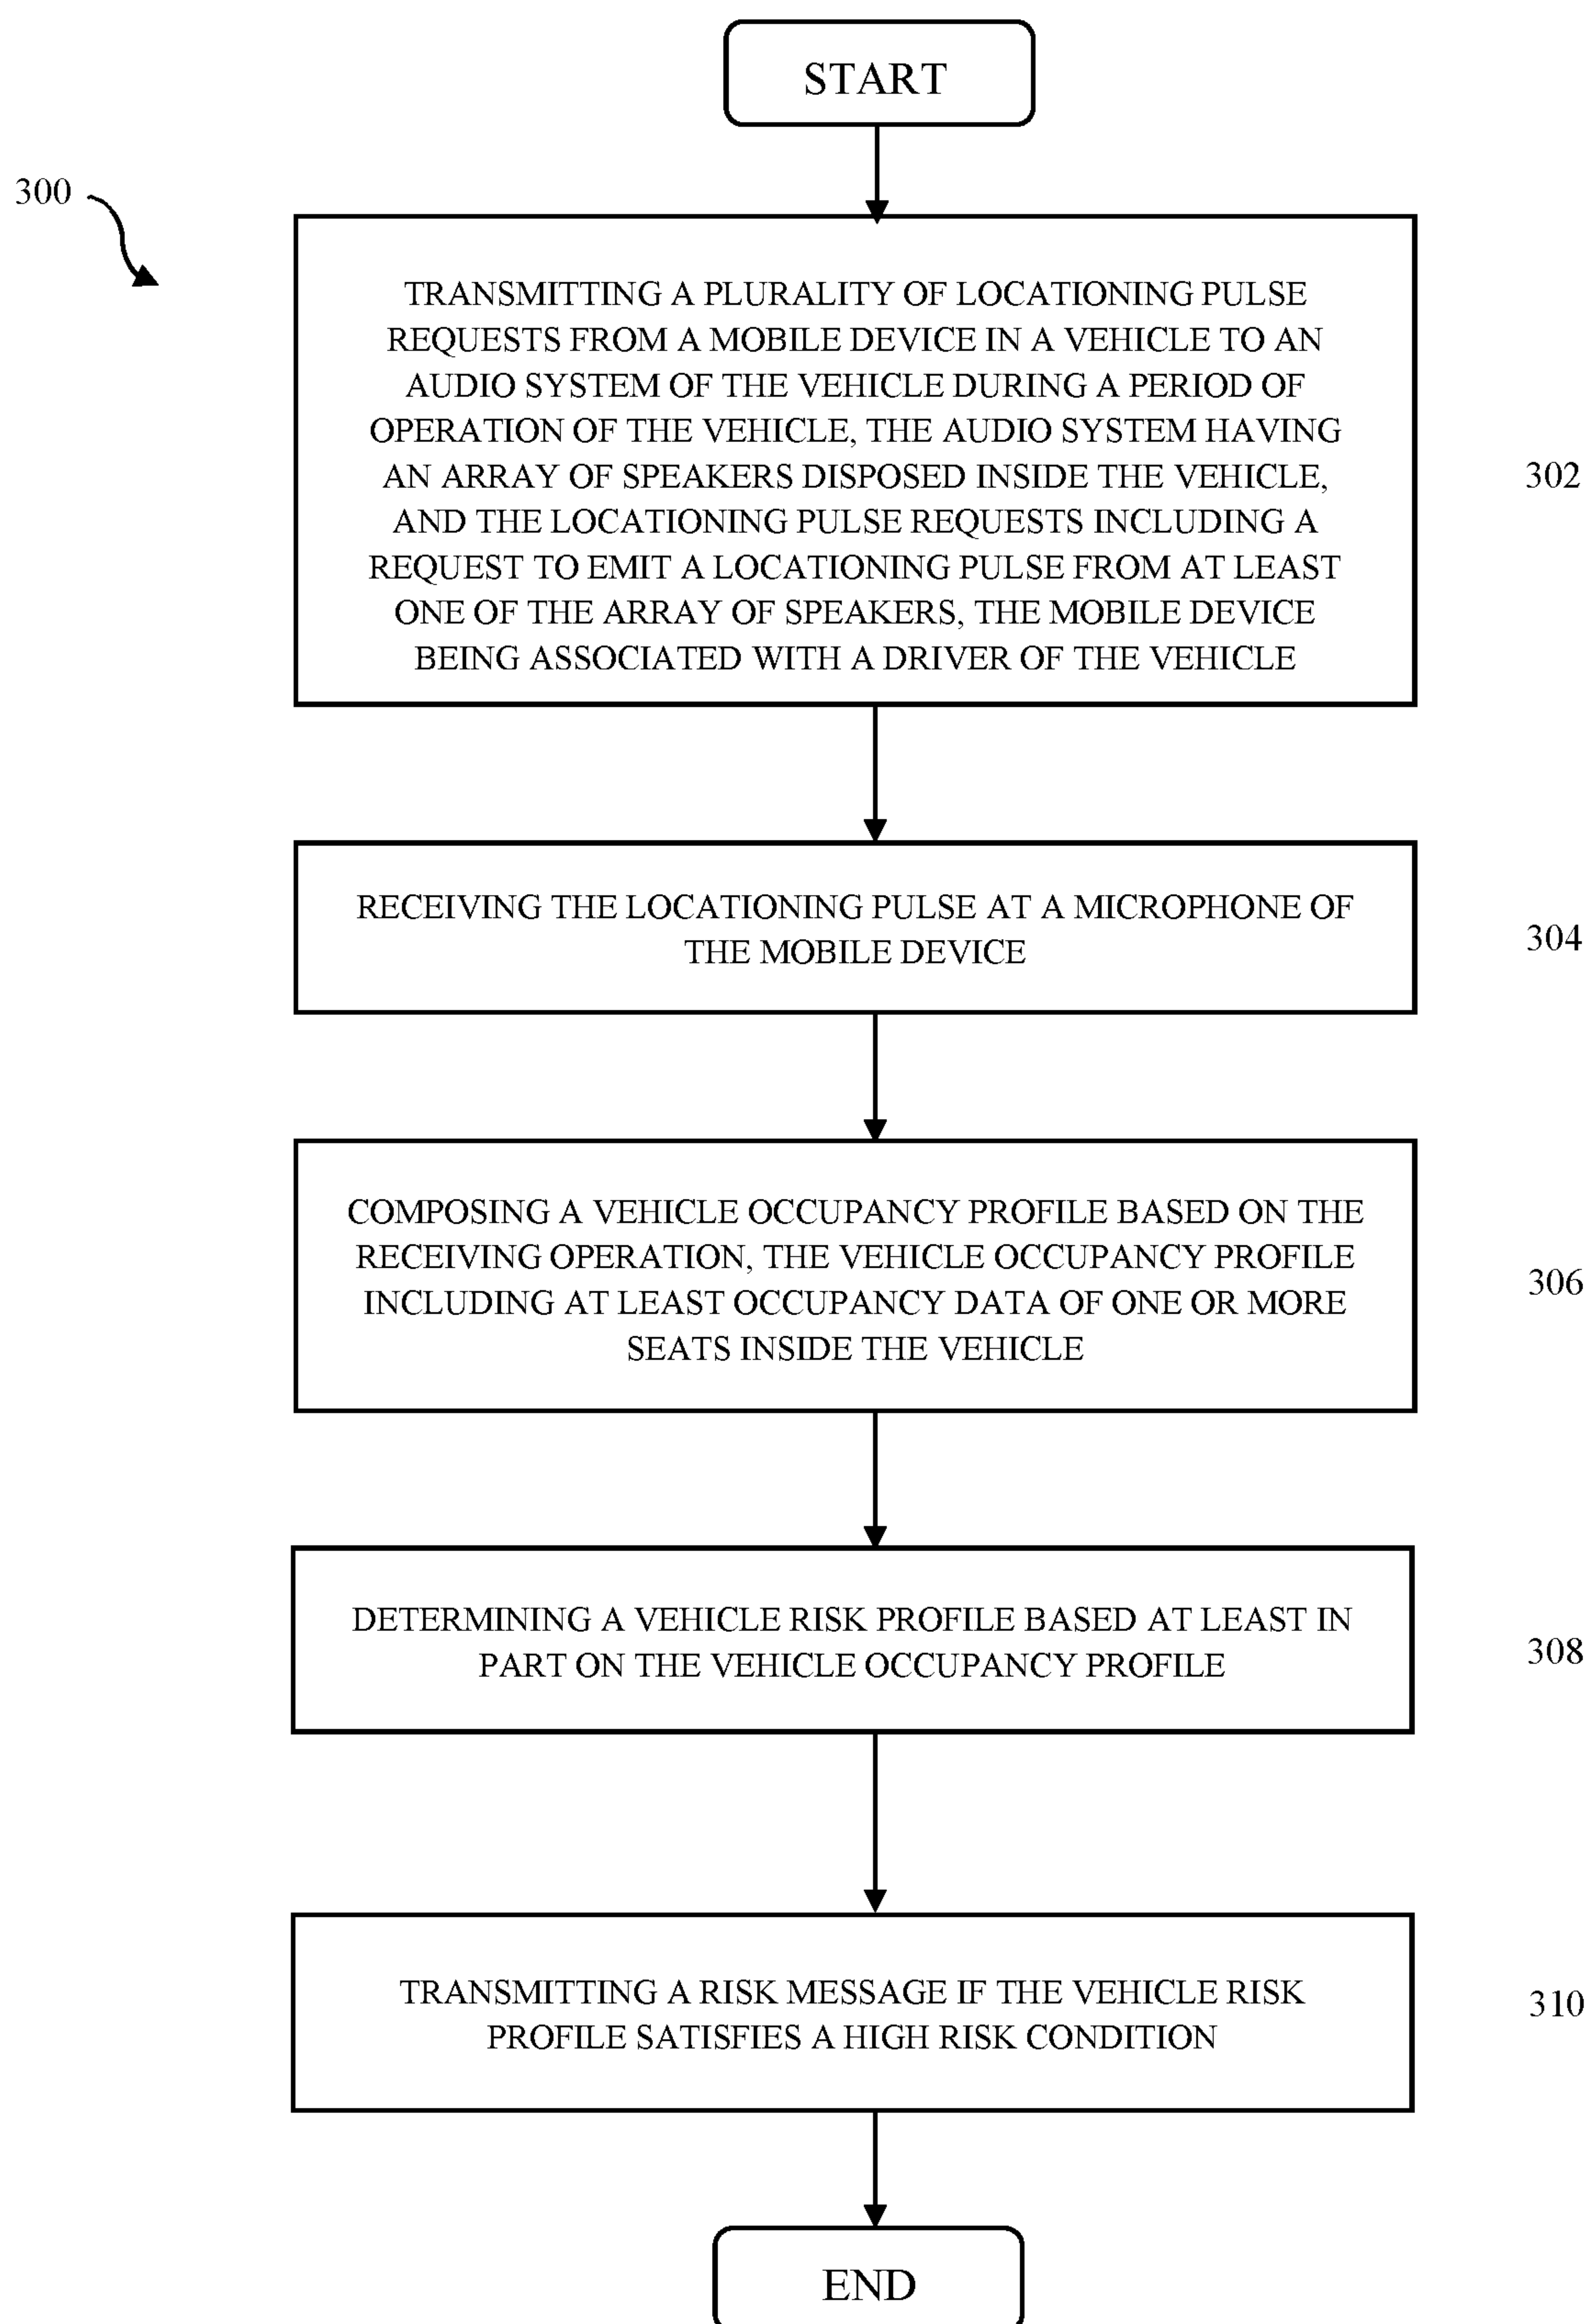 START
300
TRANSMITTING A PLURALITY OF LOCATIONING PULSE
REQUESTS FROM A MOBILE DEVICE IN A VEHICLE TO AN
AUDIO SYSTEM OF THE VEHICLE DURING A PERIOD OF
OPERATION OF THE VEHICLE, THE AUDIO SYSTEM HAVING
AN ARRAY OF SPEAKERS DISPOSED INSIDE THE VEHICLE,
AND THE LOCATIONING PULSE REQUESTS INCLUDING A
REQUEST TO EMIT A LOCATIONING PULSE FROM AT LEAST
ONE OF THE ARRAY OF SPEAKERS, THE MOBILE DEVICE
BEING ASSOCIATED WITH A DRIVER OF THE VEHICLE
302
RECEIVING THE LOCATIONING PULSE AT A MICROPHONE OF
THE MOBILE DEVICE
304
COMPOSING A VEHICLE OCCUPANCY PROFILE BASED ON THE
RECEIVING OPERATION, THE VEHICLE OCCUPANCY PROFILE
INCLUDING AT LEAST OCCUPANCY DATA OF ONE OR MORE
SEATS INSIDE THE VEHICLE
306
DETERMINING A VEHICLE RISK PROFILE BASED AT LEAST IN
PART ON THE VEHICLE OCCUPANCY PROFILE
308
TRANSMITTING A RISK MESSAGE IF THE VEHICLE RISK
PROFILE SATISFIES A HIGH RISK CONDITION
310
END